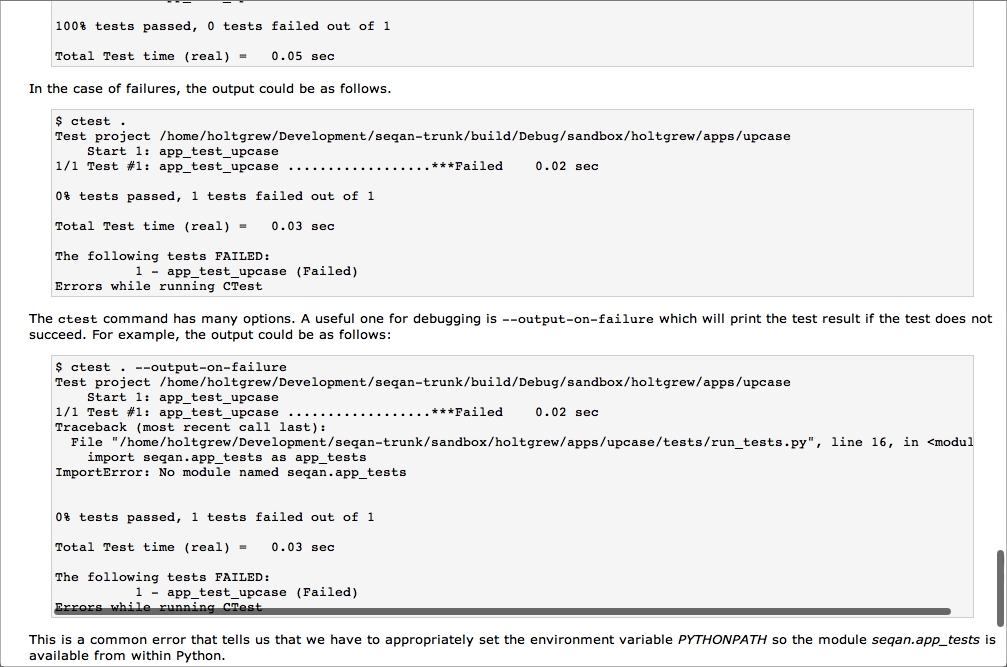 100% tests passed, 0 tests failed out of 1
Total Test time (real) =   0.05 sec
In the case of failures, the output could be as follows.
$ ctest .
Test project /home/holtgrew/Development/seqan-trunk/build/Debug/sandbox/holtgrew/apps/upcase
    Start 1: app_test_upcase
1/1 Test #1: app_test_upcase ..................***Failed    0.02 sec
0% tests passed, 1 tests failed out of 1
Total Test time (real) =   0.03 sec
The following tests FAILED:
          1 - app_test_upcase (Failed)
Errors while running CTest
The ctest command has many options. A useful one for debugging is --output-on-failure which will print the test result if the test does not
succeed. For example, the output could be as follows:
$ ctest . --output-on-failure
Test project /home/holtgrew/Development/seqan-trunk/build/Debug/sandbox/holtgrew/apps/upcase
    Start 1: app_test_upcase
1/1 Test #1: app_test_upcase ..................***Failed    0.02 sec
Traceback (most recent call last):
  File "/home/holtgrew/Development/seqan-trunk/sandbox/holtgrew/apps/upcase/tests/run_tests.py", line 16, in <modul
    import seqan.app_tests as app_tests
ImportError: No module named seqan.app_tests
0% tests passed, 1 tests failed out of 1
Total Test time (real) =   0.03 sec
The following tests FAILED:
          1 - app_test_upcase (Failed)
Errors while running CTest
This is a common error that tells us that we have to appropriately set the environment variable PYTHONPATH so the module seqan.app_tests is
available from within Python.